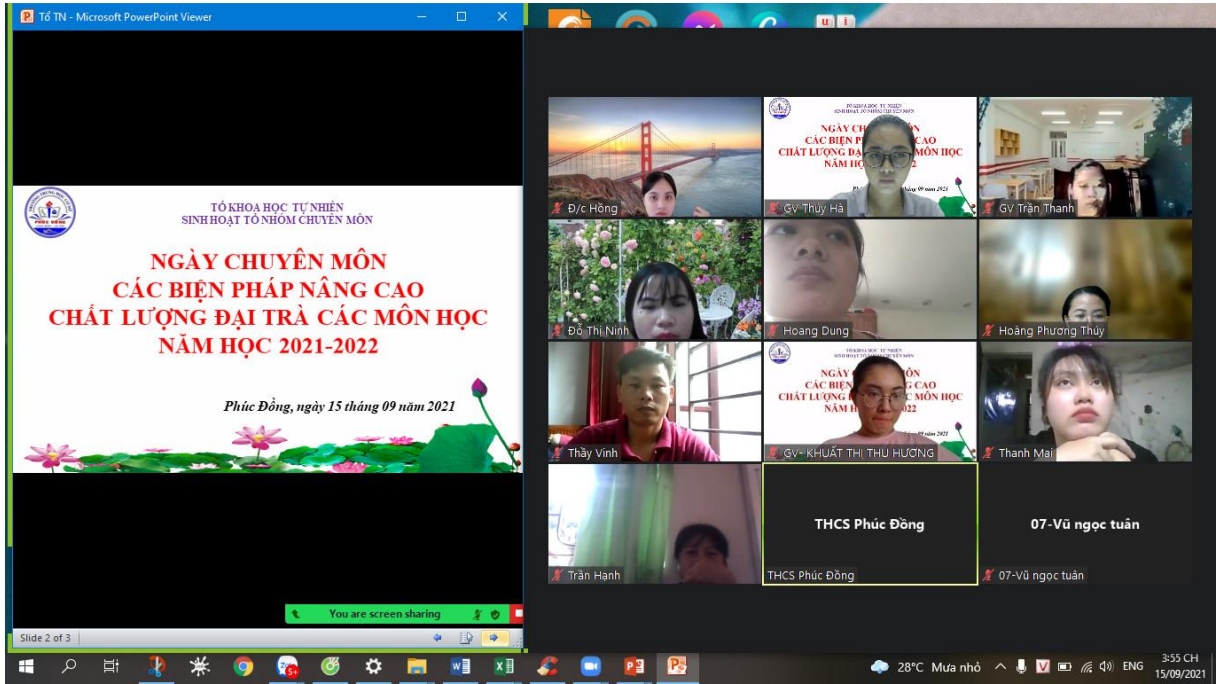 Tổ TN - Microsoft PowerPoint Viewer
TỔ KHOA HỌC TỰ NHIÊN
SINH HOẠT TỔ NHÓM CHUYÊN MÔN
NGÀY CHUYÊN MÔN
CÁC BIỆN PHÁP NÂNG CAO
CHẤT LƯỢNG ĐẠI TRÀ CÁC MÔN HỌC
NĂM HỌC 2021-2022
Phúc Đồng, ngày 15 tháng 09 năm 2021
PHÚC ĐỒNG
You are screen sharing
Slide 2 of 3
u i
Đ/c Hồng
GV Thúy Hà
GV Trần Thanh
Đỗ Thị Ninh
Hoang Dung
Hoàng Phương Thúy
Thầy Vinh
GV- KHUẤT THỊ THU HƯƠNG
Thanh Mai
Trần Hạnh
THCS Phúc Đồng
THCS Phúc Đồng
07-Vũ ngọc tuân
07-Vũ ngọc tuân
5+
28°C Mưa nhỏ
ENG
3:55 CH
15/09/2021